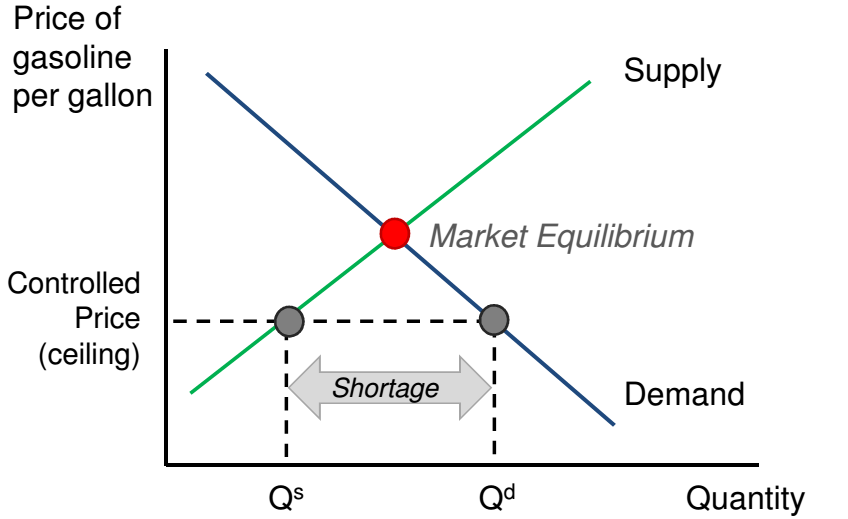 Price of
gasoline
per gallon
Supply
Market Equilibrium
Controlled
Price
(ceiling)
Shortage
Demand
Qˢ
Qᵈ
Quantity